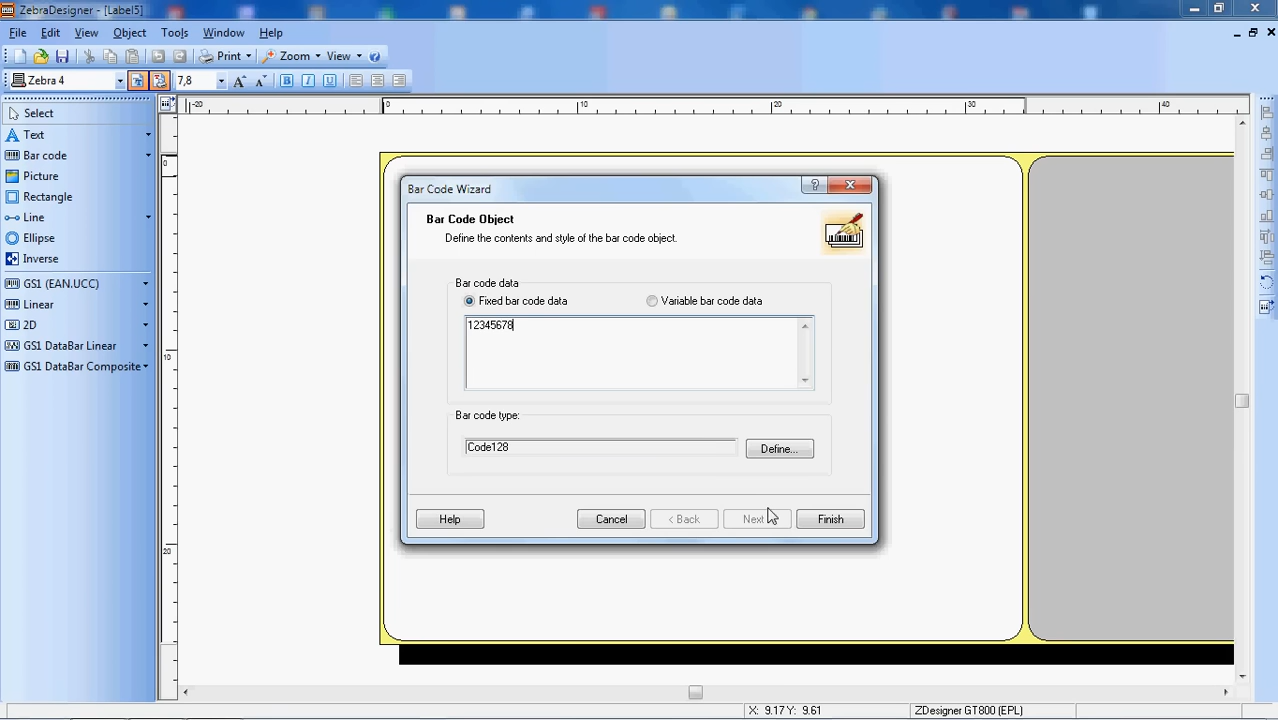 ZebraDesigner - [Label5]
File Edit View Object Tools Window Help
Print Zoom View
Zebra 4 7,8 A A B I U
Select
Text
Bar code
Picture
Rectangle
Line
Ellipse
Inverse
GS1 (EAN.UCC)
Linear
2D
GS1 DataBar Linear
GS1 DataBar Composite
-20 0 10 20 30 40
0
10
20
Bar Code Wizard
Bar Code Object
Define the contents and style of the bar code object.
Bar code data
Fixed bar code data Variable bar code data
12345678
Bar code type:
Code128 Define...
Help Cancel < Back Next Finish
X: 9.17 Y: 9.61 ZDesigner GT800 (EPL)